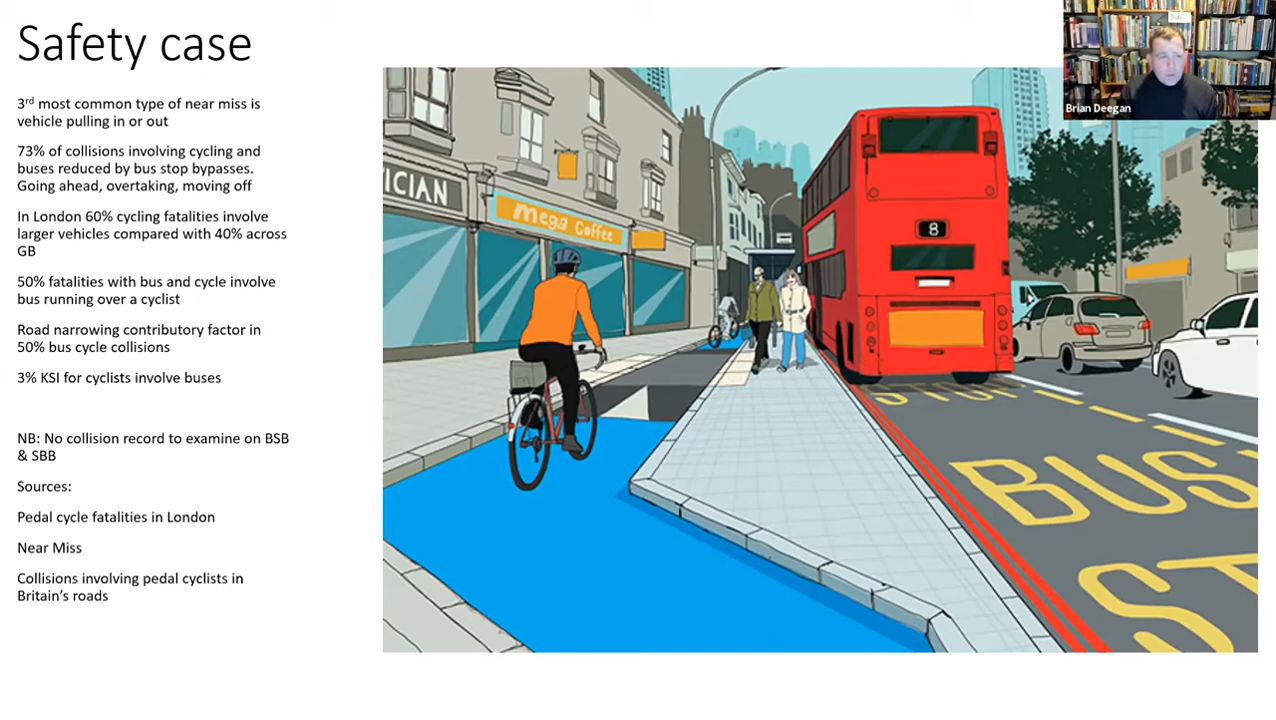 Safety case
3rd most common type of near miss is
vehicle pulling in or out
73% of collisions involving cycling and
buses reduced by bus stop bypasses.
Going ahead, overtaking, moving off
In London 60% cycling fatalities involve
larger vehicles compared with 40% across
GB
50% fatalities with bus and cycle involve
bus running over a cyclist
Road narrowing contributory factor in
50% bus cycle collisions
3% KSI for cyclists involve buses
NB: No collision record to examine on BSB
& SBB
Sources:
Pedal cycle fatalities in London
Near Miss
Collisions involving pedal cyclists in
Britain's roads
Brian Deegan
ICIAN
mega Coffee
8
STOP
BUS
ST